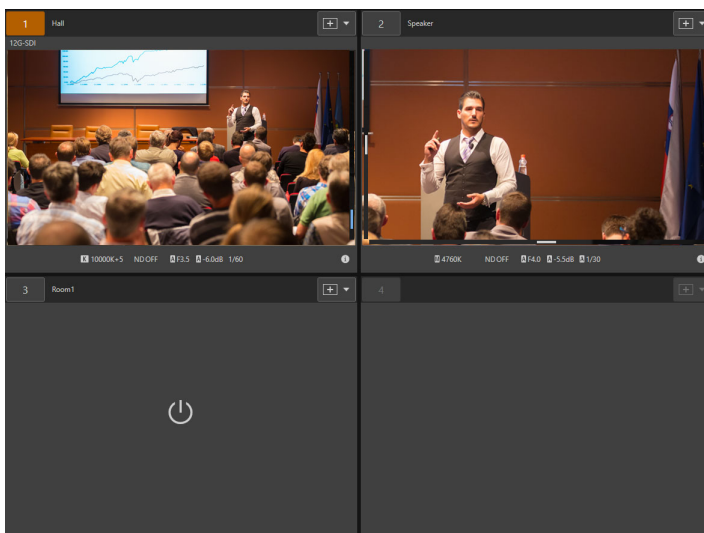 1 Hall
2 Speaker
12G-SDI
K 10000K+5 ND OFF A F3.5 A -6.0dB 1/60
4760K ND OFF A F4.0 A -5.5dB A 1/30
3 Room1
4